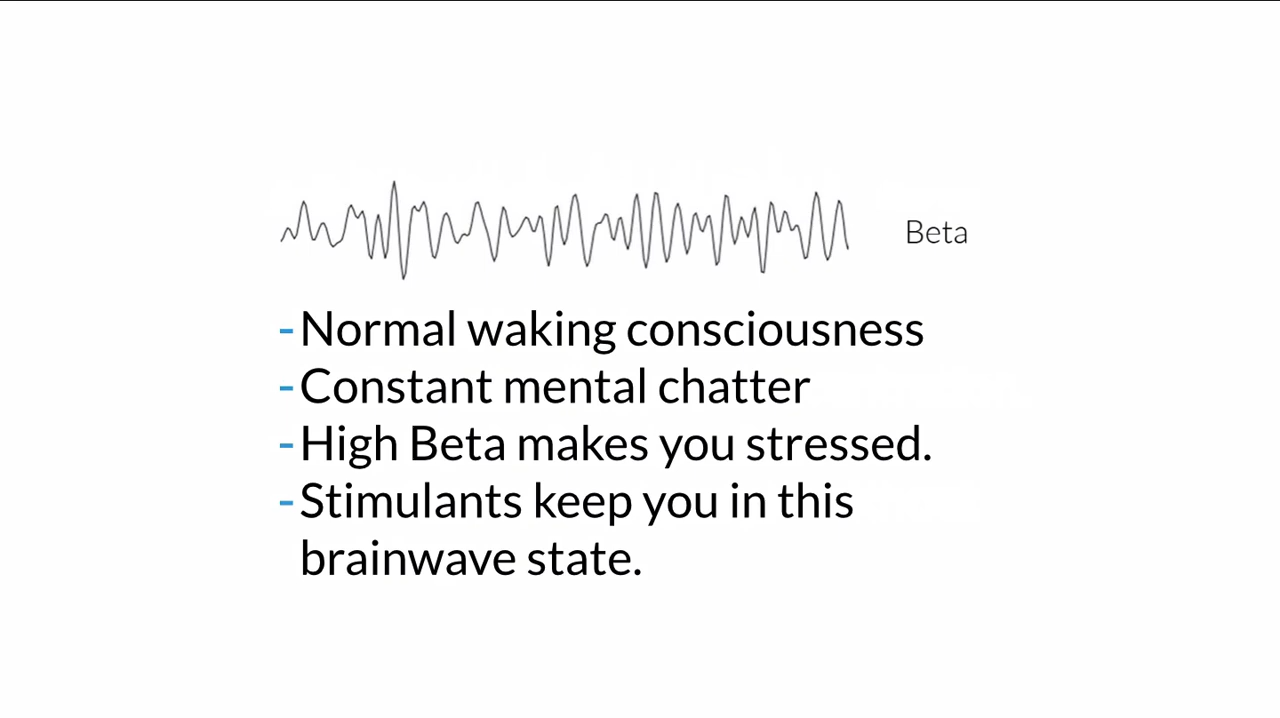 Beta
-Normal waking consciousness
-Constant mental chatter
-High Beta makes you stressed.
-Stimulants keep you in this
brainwave state.